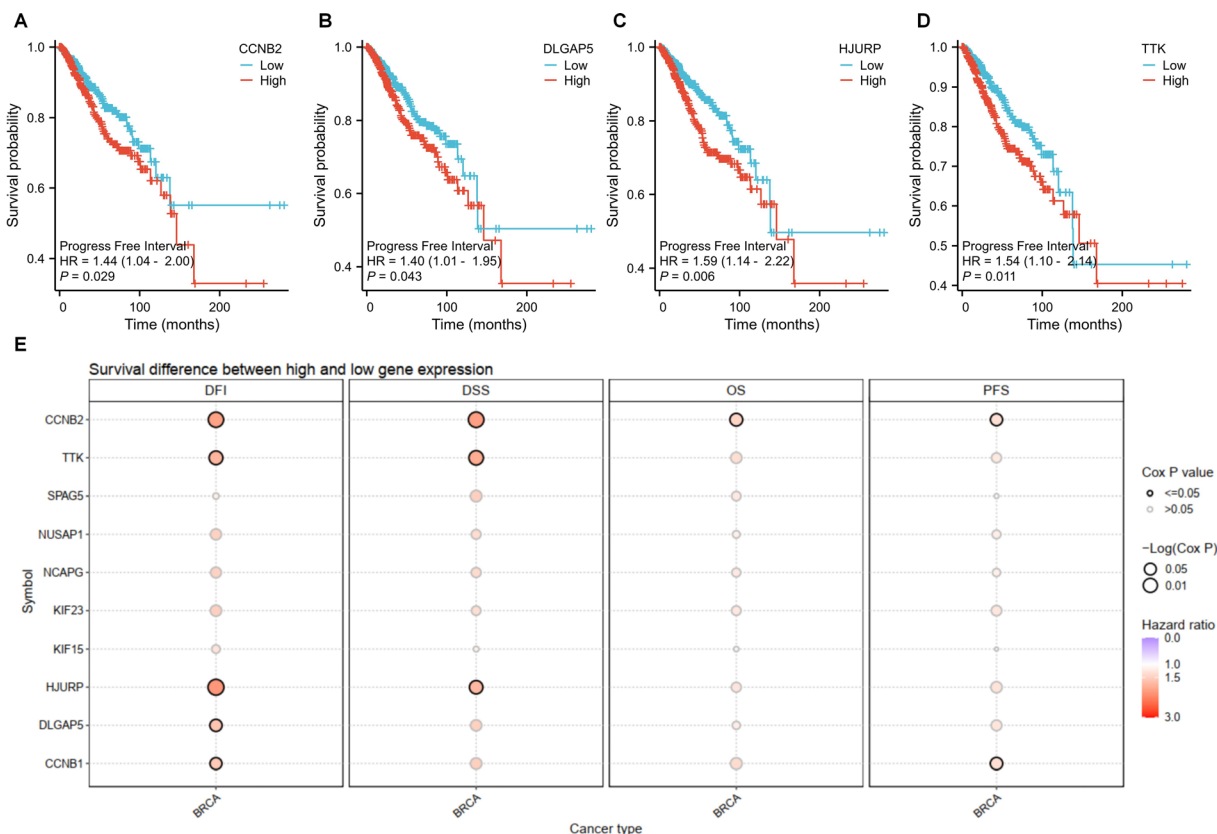 A
CCNB2
Low
High
1.0
0.8
0.6
0.4
Survival probability
Progress Free Interval
HR = 1.44 (1.04 - 2.00)
P = 0.029
0
100
200
Time (months)
B
DLGAP5
Low
High
1.0
0.9
0.8
0.7
0.6
0.5
0.4
Survival probability
Progress Free Interval
HR = 1.40 (1.01 - 1.95)
P = 0.043
0
100
200
Time (months)
C
HJURP
Low
High
1.0
0.8
0.6
0.4
Survival probability
Progress Free Interval
HR = 1.59 (1.14 - 2.22)
P = 0.006
0
100
200
Time (months)
D
TTK
Low
High
1.0
0.9
0.8
0.7
0.6
0.5
0.4
Survival probability
Progress Free Interval
HR = 1.54 (1.10 - 2.14)
P = 0.011
0
100
200
Time (months)
E
Survival difference between high and low gene expression
DFI
DSS
OS
PFS
Symbol
CCNB2
TTK
SPAG5
NUSAP1
NCAPG
KIF23
KIF15
HJURP
DLGAP5
CCNB1
BRCA
BRCA
BRCA
BRCA
Cancer type
Cox P value
<=0.05
>0.05
−Log(Cox P)
0.05
0.01
Hazard ratio
0.0
1.0
1.5
3.0